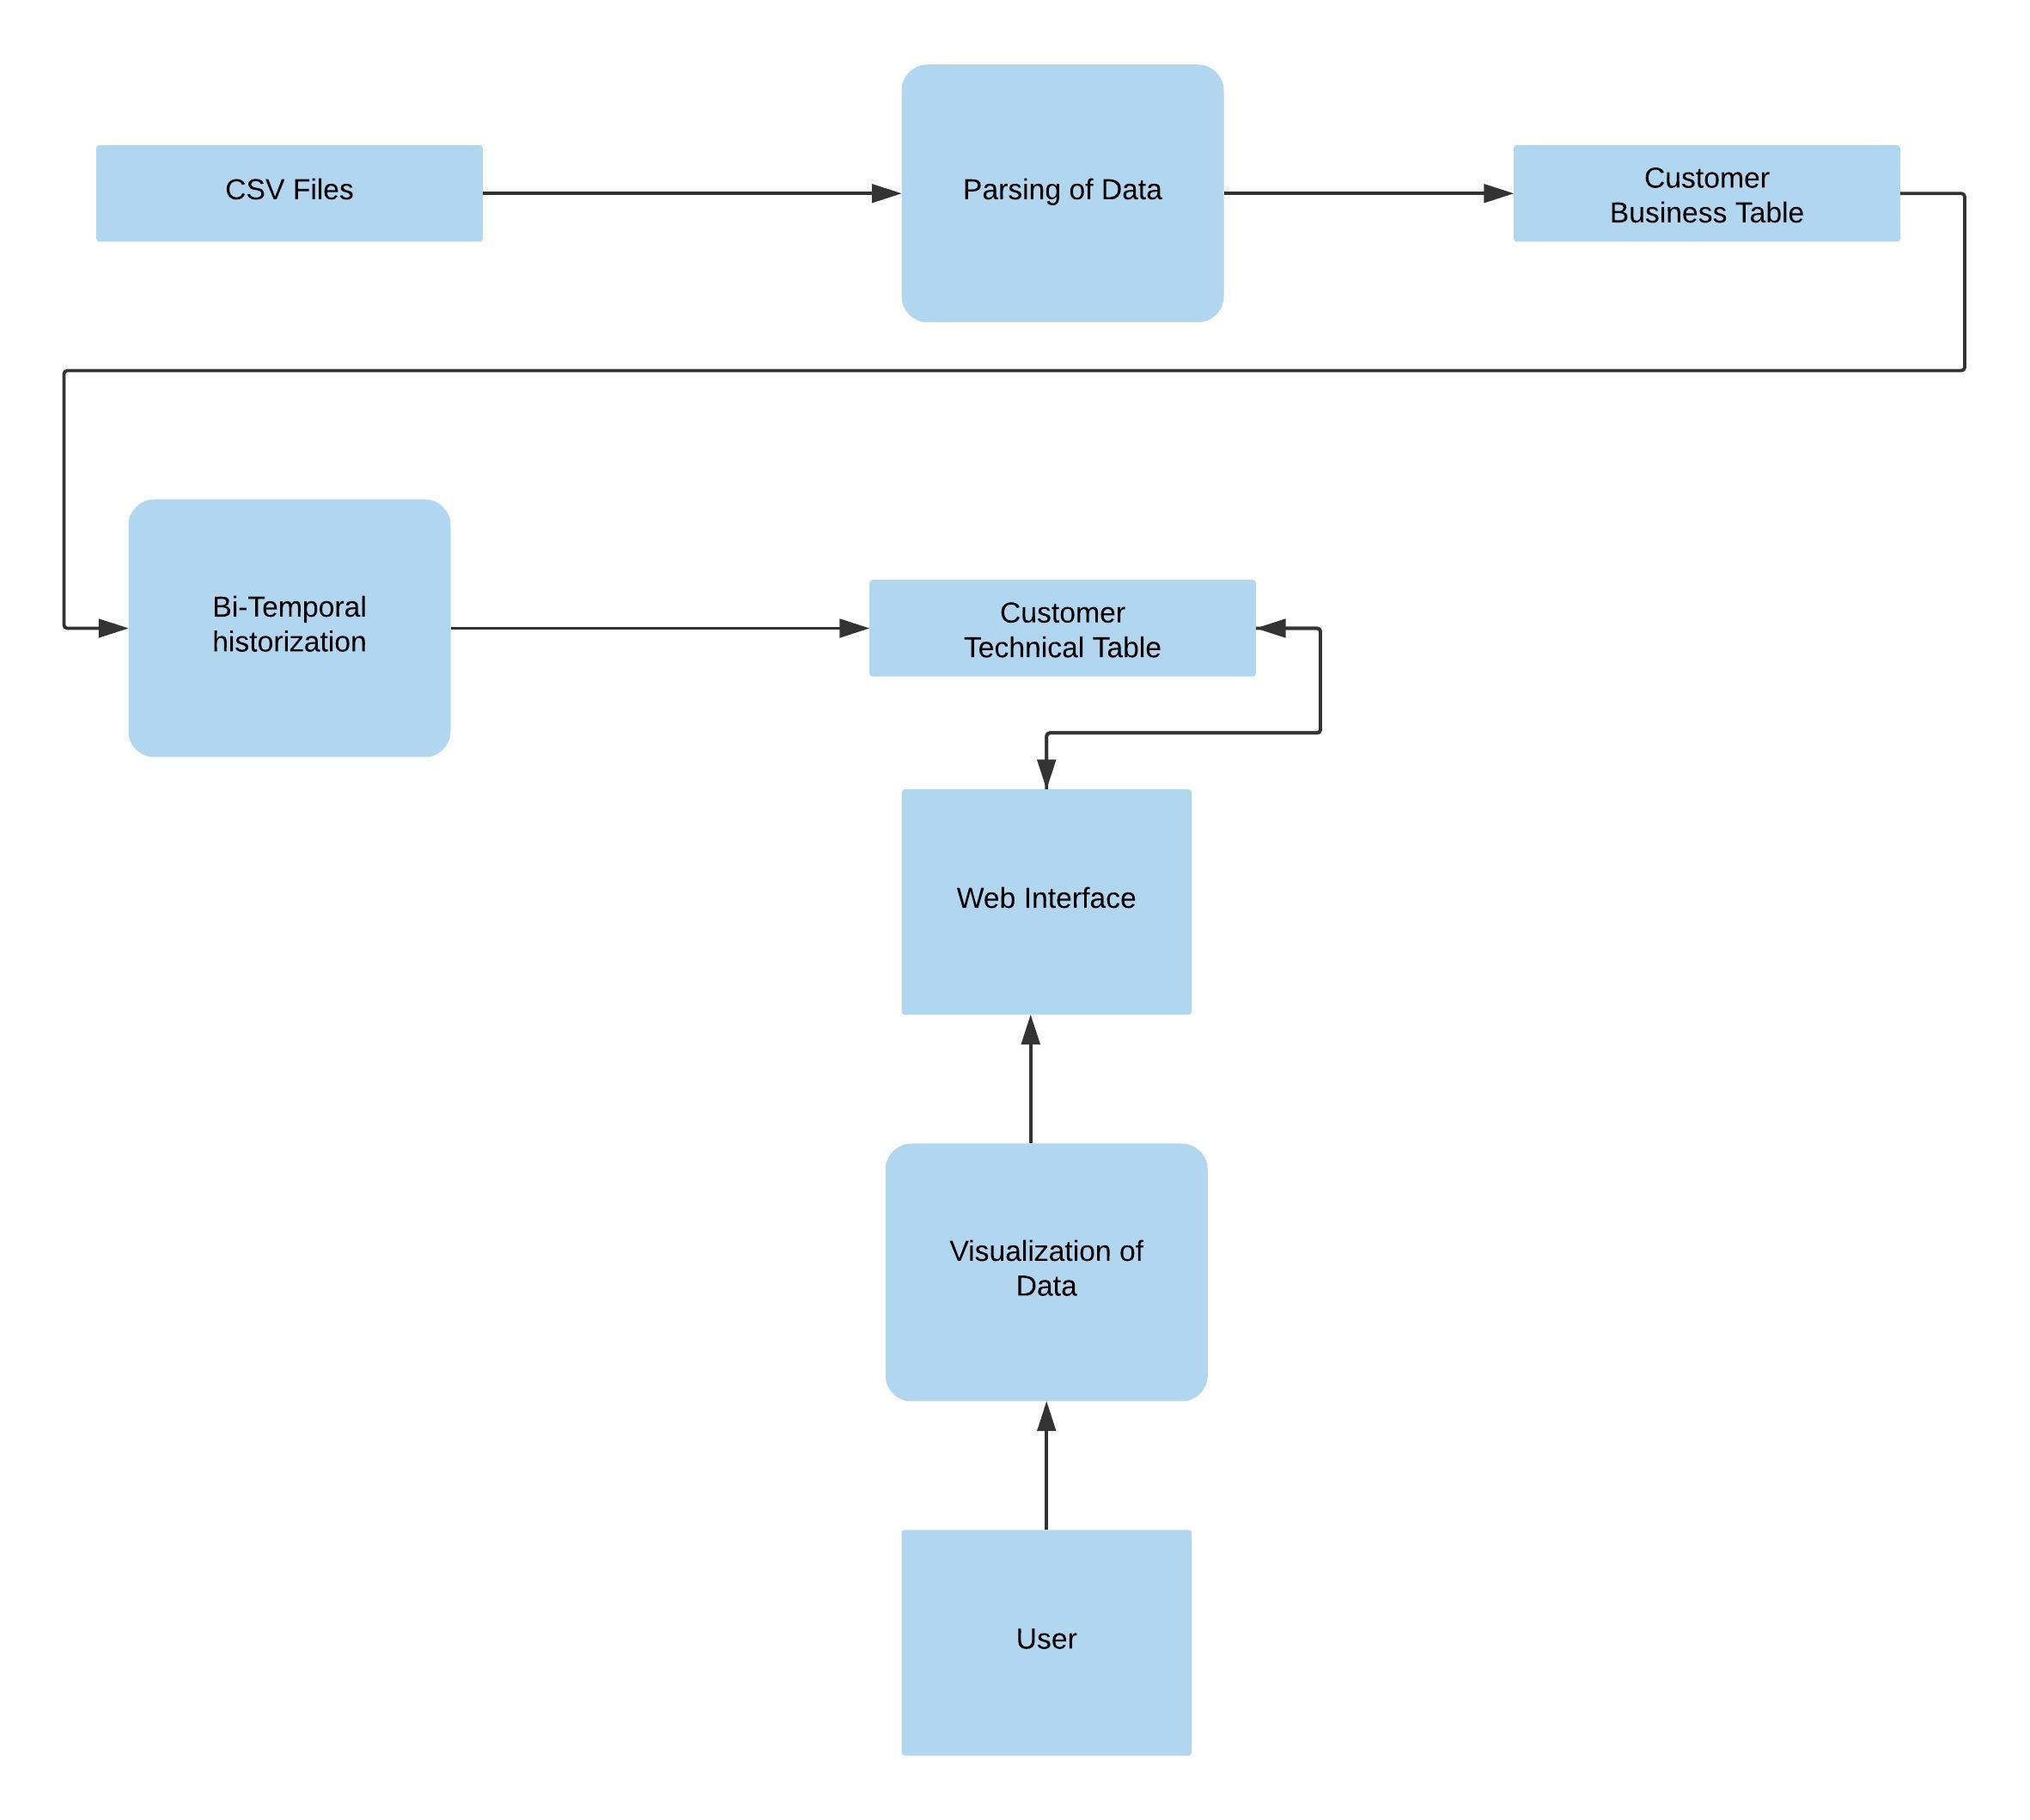 CSV Files
Parsing of Data
Customer
Business Table
Bi-Temporal
historization
Customer
Technical Table
Web Interface
Visualization of
Data
User